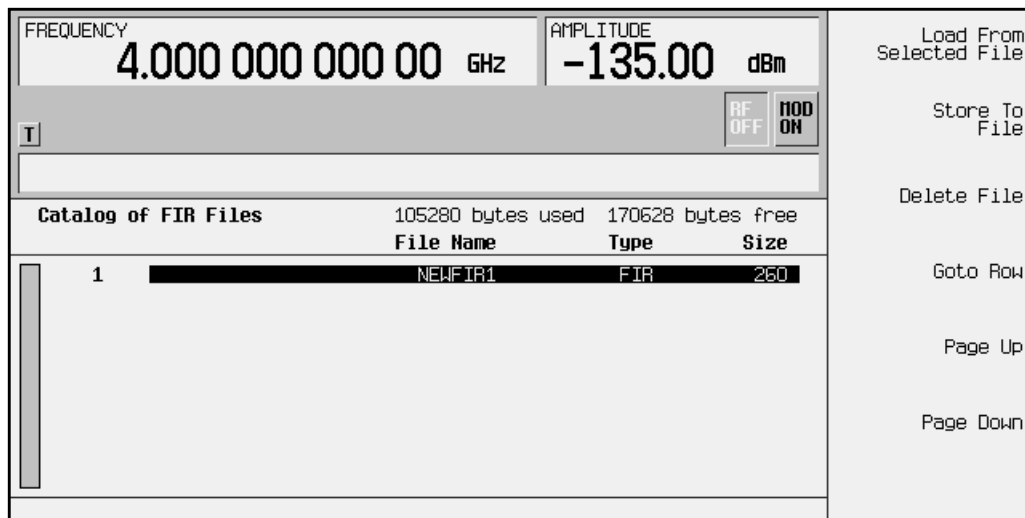 FREQUENCY
4.000 000 000 00 GHz
AMPLITUDE
-135.00 dBm
RF OFF
MOD ON
T
Catalog of FIR Files 105280 bytes used 170628 bytes free
File Name Type Size
1 NEWFIR1 FIR 260
Load From
Selected File
Store To
File
Delete File
Goto Row
Page Up
Page Down